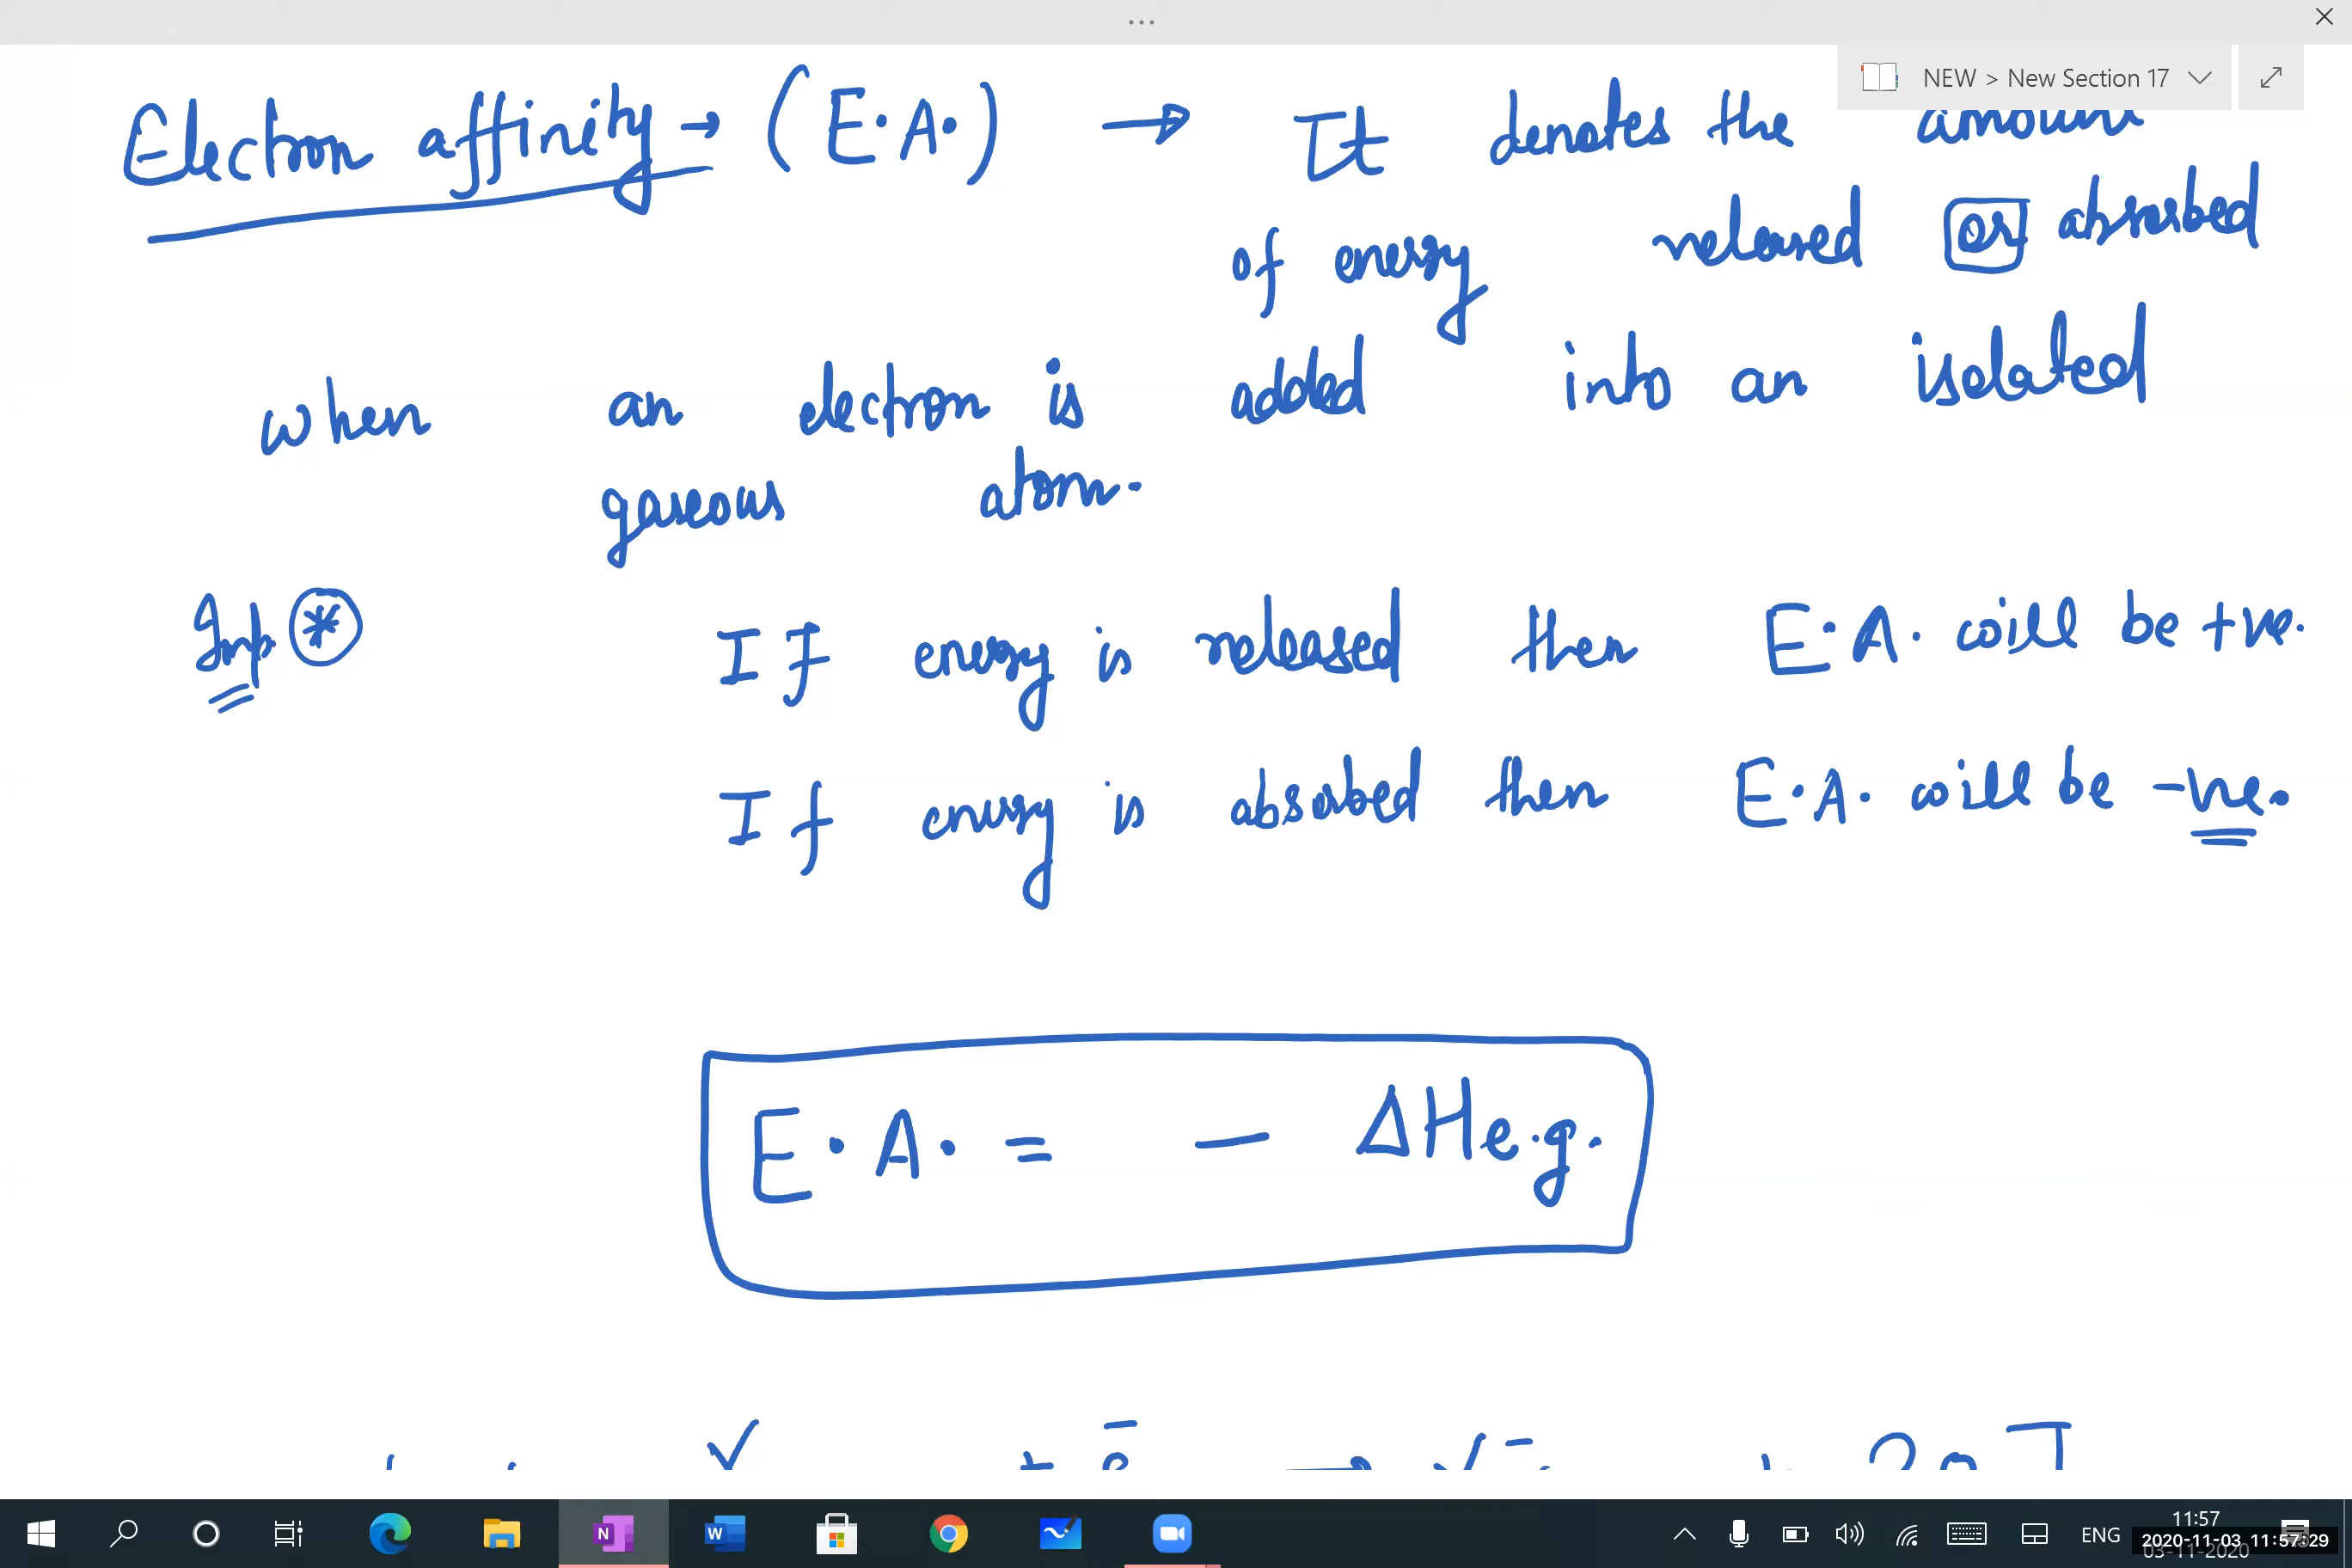 ...
NEW > New Section 17
Electron affinity → (E.A.) → It denotes the amount
of energy released or absorbed
when an electron is added into an isolated
gaseous atom.
Imp * If energy is released then E.A. will be +ve.
If energy is absorbed then E.A. will be -ve.
E.A. = - ΔHe.g.
ENG
11:57
03-11-2020
2020-11-03 11:57:29